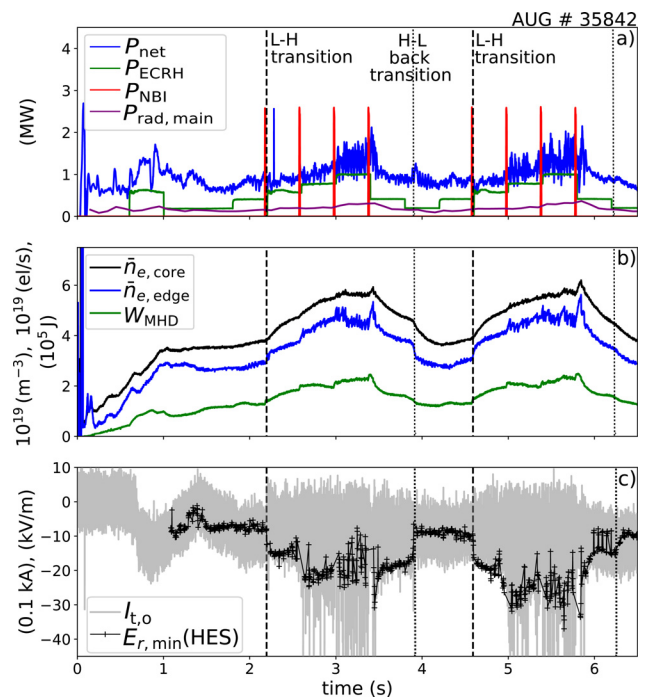 AUG # 35842
L-H
transition
H-L
back
transition
L-H
transition
a)
P_net
P_ECRH
P_NBI
P_rad, main
(MW)
4
3
2
1
0
b)
n̄_e, core
n̄_e, edge
W_MHD
10^19 (m^−3), 10^19 (el/s)
(10^5 J)
6
4
2
0
c)
I_t,o
E_r, min(HES)
(0.1 kA), (kV/m)
10
0
−10
−20
−30
−40
0 1 2 3 4 5 6
time (s)